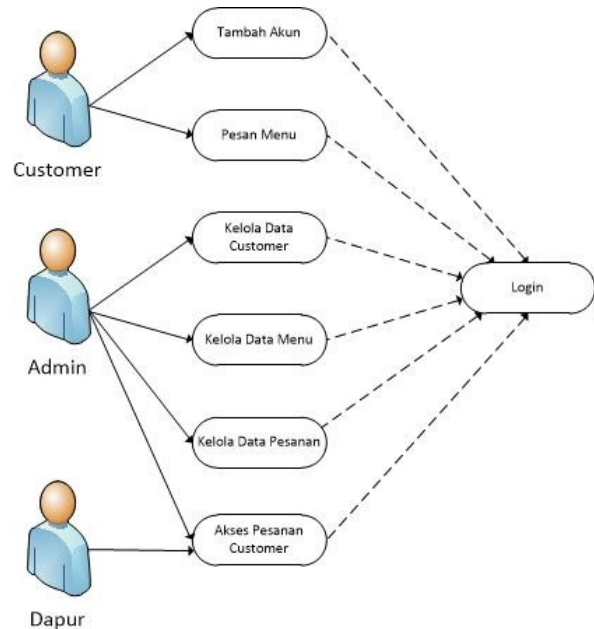 Tambah Akun
Pesan Menu
Customer
Kelola Data
Customer
Login
Kelola Data Menu
Admin
Kelola Data Pesanan
Akses Pesanan
Customer
Dapur